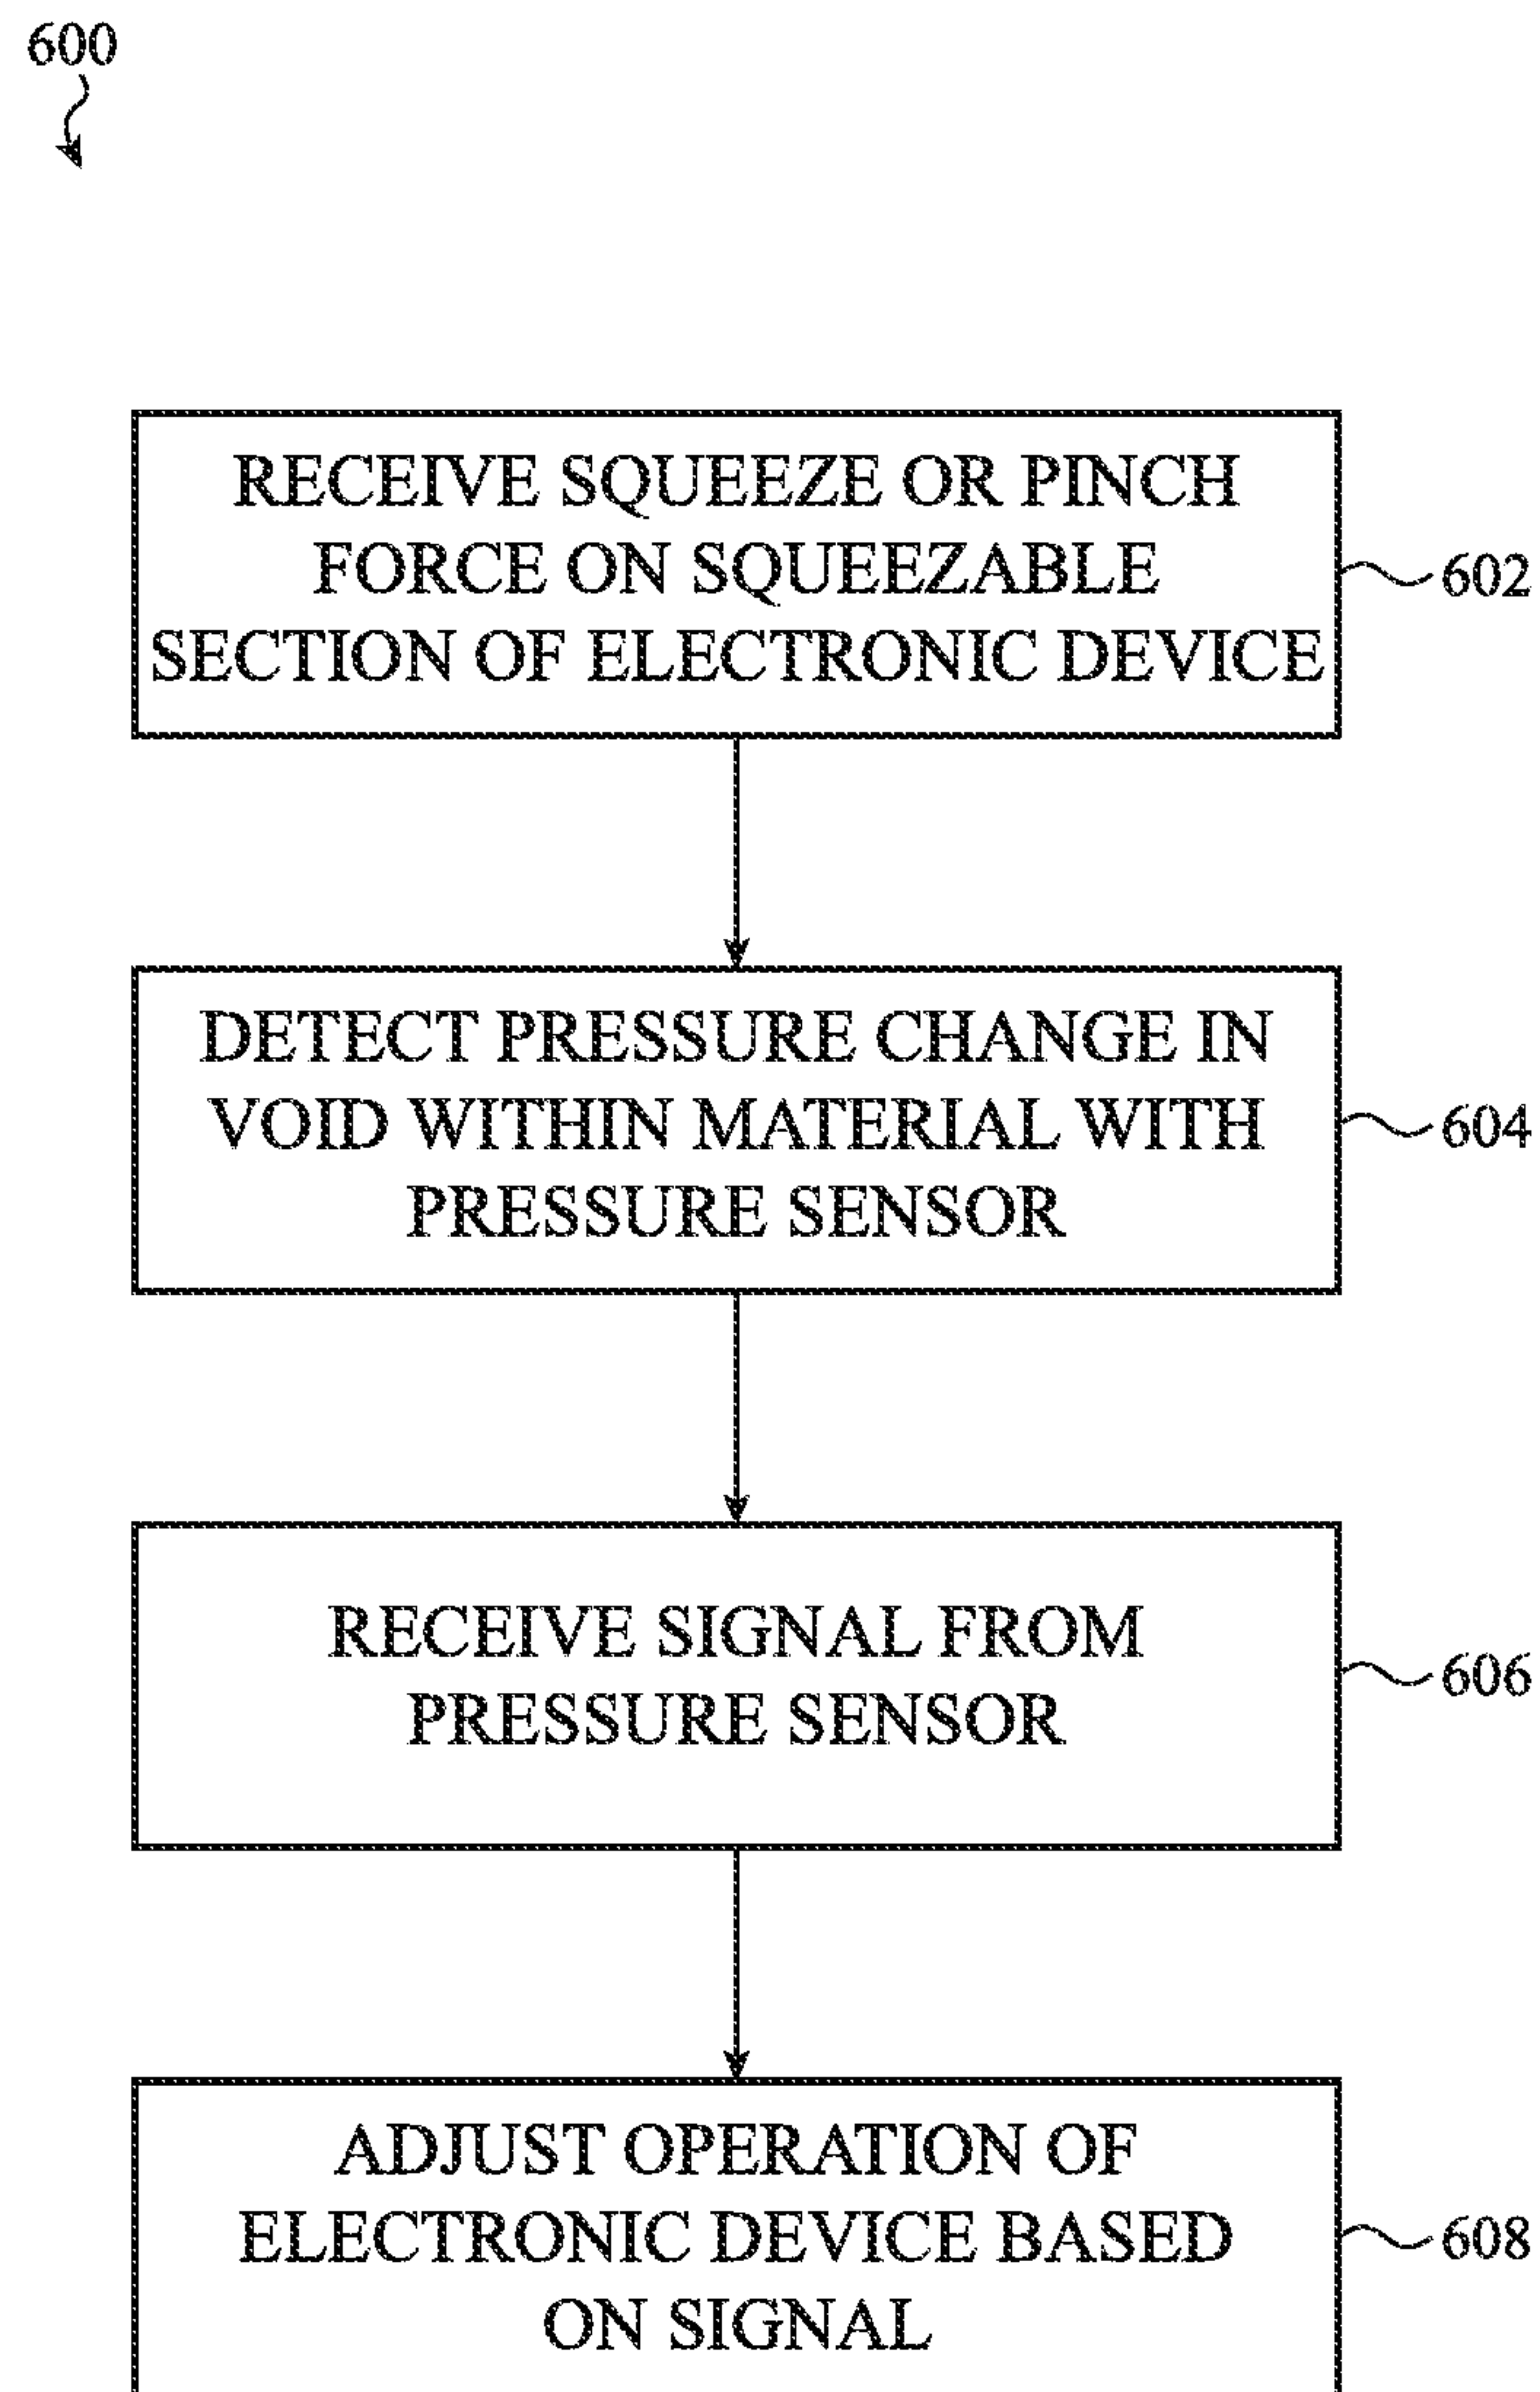 600
RECEIVE SQUEEZE OR PINCH
FORCE ON SQUEEZABLE
SECTION OF ELECTRONIC DEVICE
602
DETECT PRESSURE CHANGE IN
VOID WITHIN MATERIAL WITH
PRESSURE SENSOR
604
RECEIVE SIGNAL FROM
PRESSURE SENSOR
606
ADJUST OPERATION OF
ELECTRONIC DEVICE BASED
ON SIGNAL
608